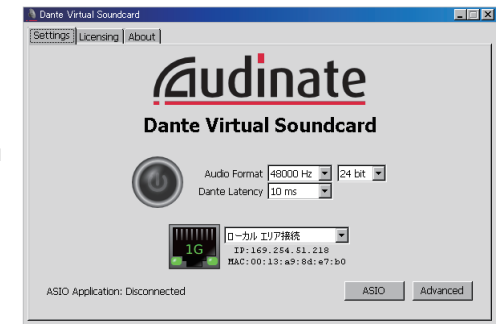 Dante Virtual Soundcard
Settings Licensing About
Audinate
Dante Virtual Soundcard
Audio Format 48000 Hz 24 bit
Dante Latency 10 ms
ローカル エリア接続
1G
IP:169.254.51.218
MAC:00:13:a9:8d:e7:b0
ASIO Application: Disconnected ASIO Advanced